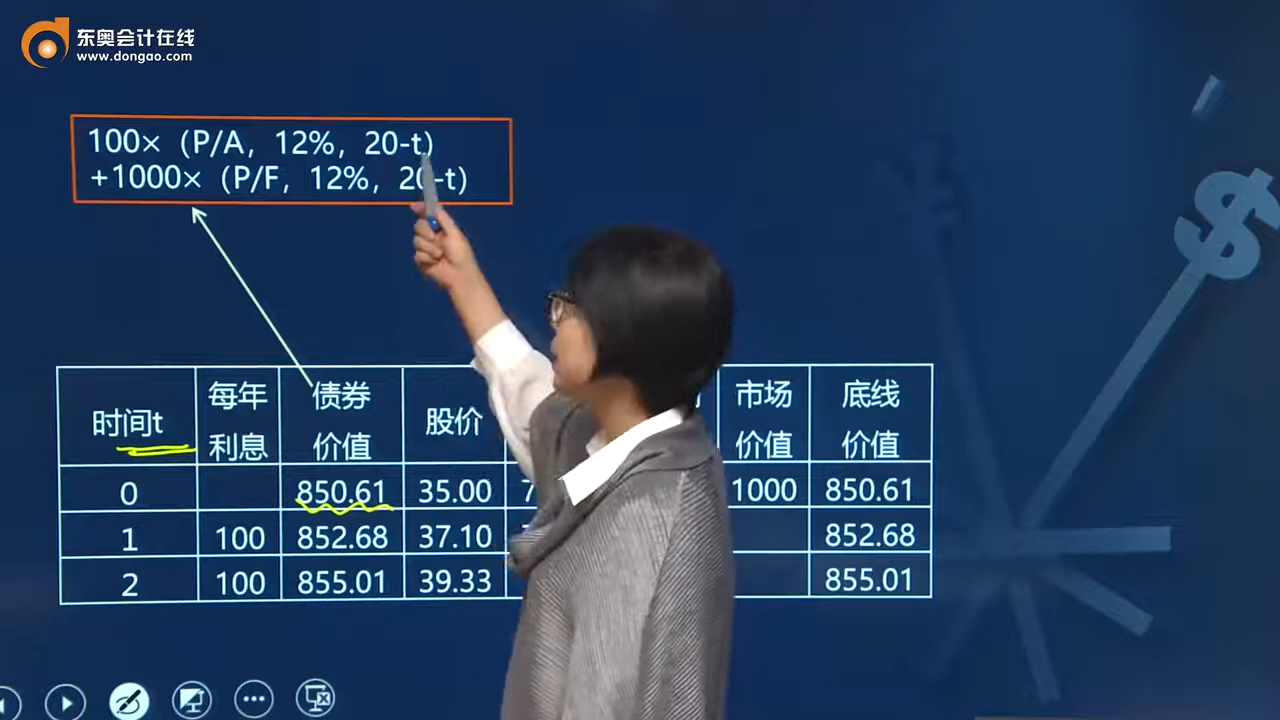 东奥会计在线
www.dongao.com
100×（P/A，12%，20-t）
+1000×（P/F，12%，20-t）
时间t 每年利息 债券价值 股价 市场价值 底线价值
0 850.61 35.00 1000 850.61
1 100 852.68 37.10 852.68
2 100 855.01 39.33 855.01